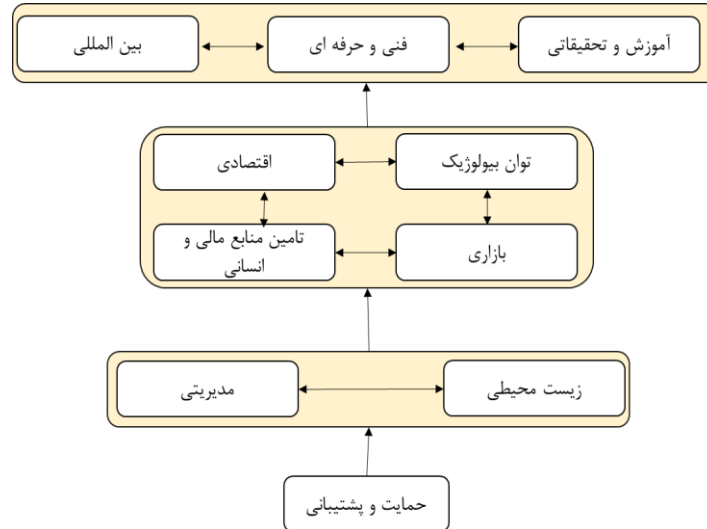 آموزش و تحقیقاتی
فنی و حرفه ای
بین المللی
توان بیولوژیک
اقتصادی
بازاری
تامین منابع مالی و
انسانی
زیست محیطی
مدیریتی
حمایت و پشتیبانی